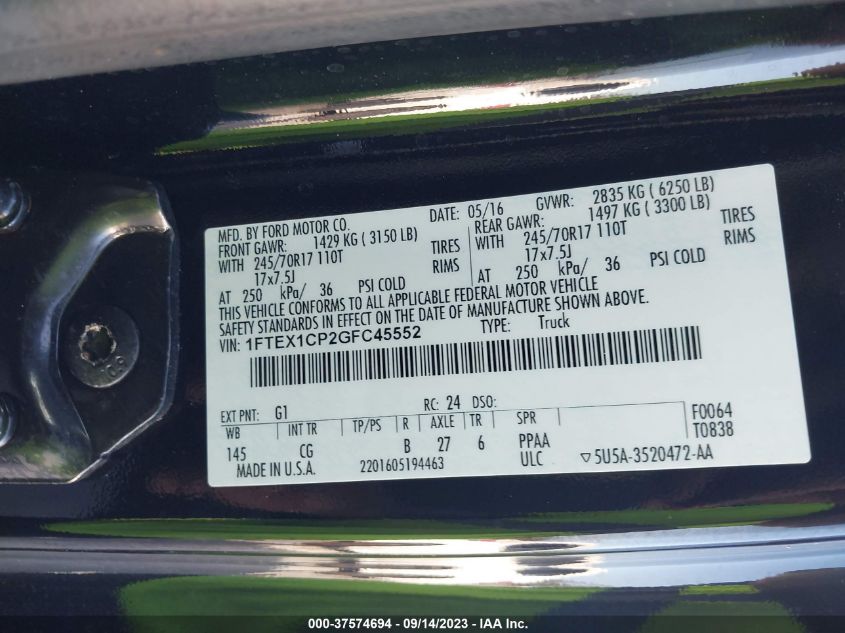 MFD. BY FORD MOTOR CO. DATE: 05/16 GVWR: 2835 KG ( 6250 LB)
FRONT GAWR: 1429 KG ( 3150 LB) REAR GAWR: 1497 KG ( 3300 LB)
WITH 245/70R17 110T TIRES WITH 245/70R17 110T TIRES
17x7.5J RIMS 17x7.5J RIMS
AT 250 kPa/ 36 PSI COLD AT 250 kPa/ 36 PSI COLD
THIS VEHICLE CONFORMS TO ALL APPLICABLE FEDERAL MOTOR VEHICLE
SAFETY STANDARDS IN EFFECT ON THE DATE OF MANUFACTURE SHOWN ABOVE.
VIN: 1FTEX1CP2GFC45552 TYPE: Truck
EXT PNT: G1 RC: 24 DSO:
WB INT TR TP/PS R AXLE TR SPR F0064
145 CG B 27 6 PPAA T0838
MADE IN U.S.A. 2201605194463 ULC ▽5U5A-3520472-AA
10.9
000-37574694 - 09/14/2023 - IAA Inc.